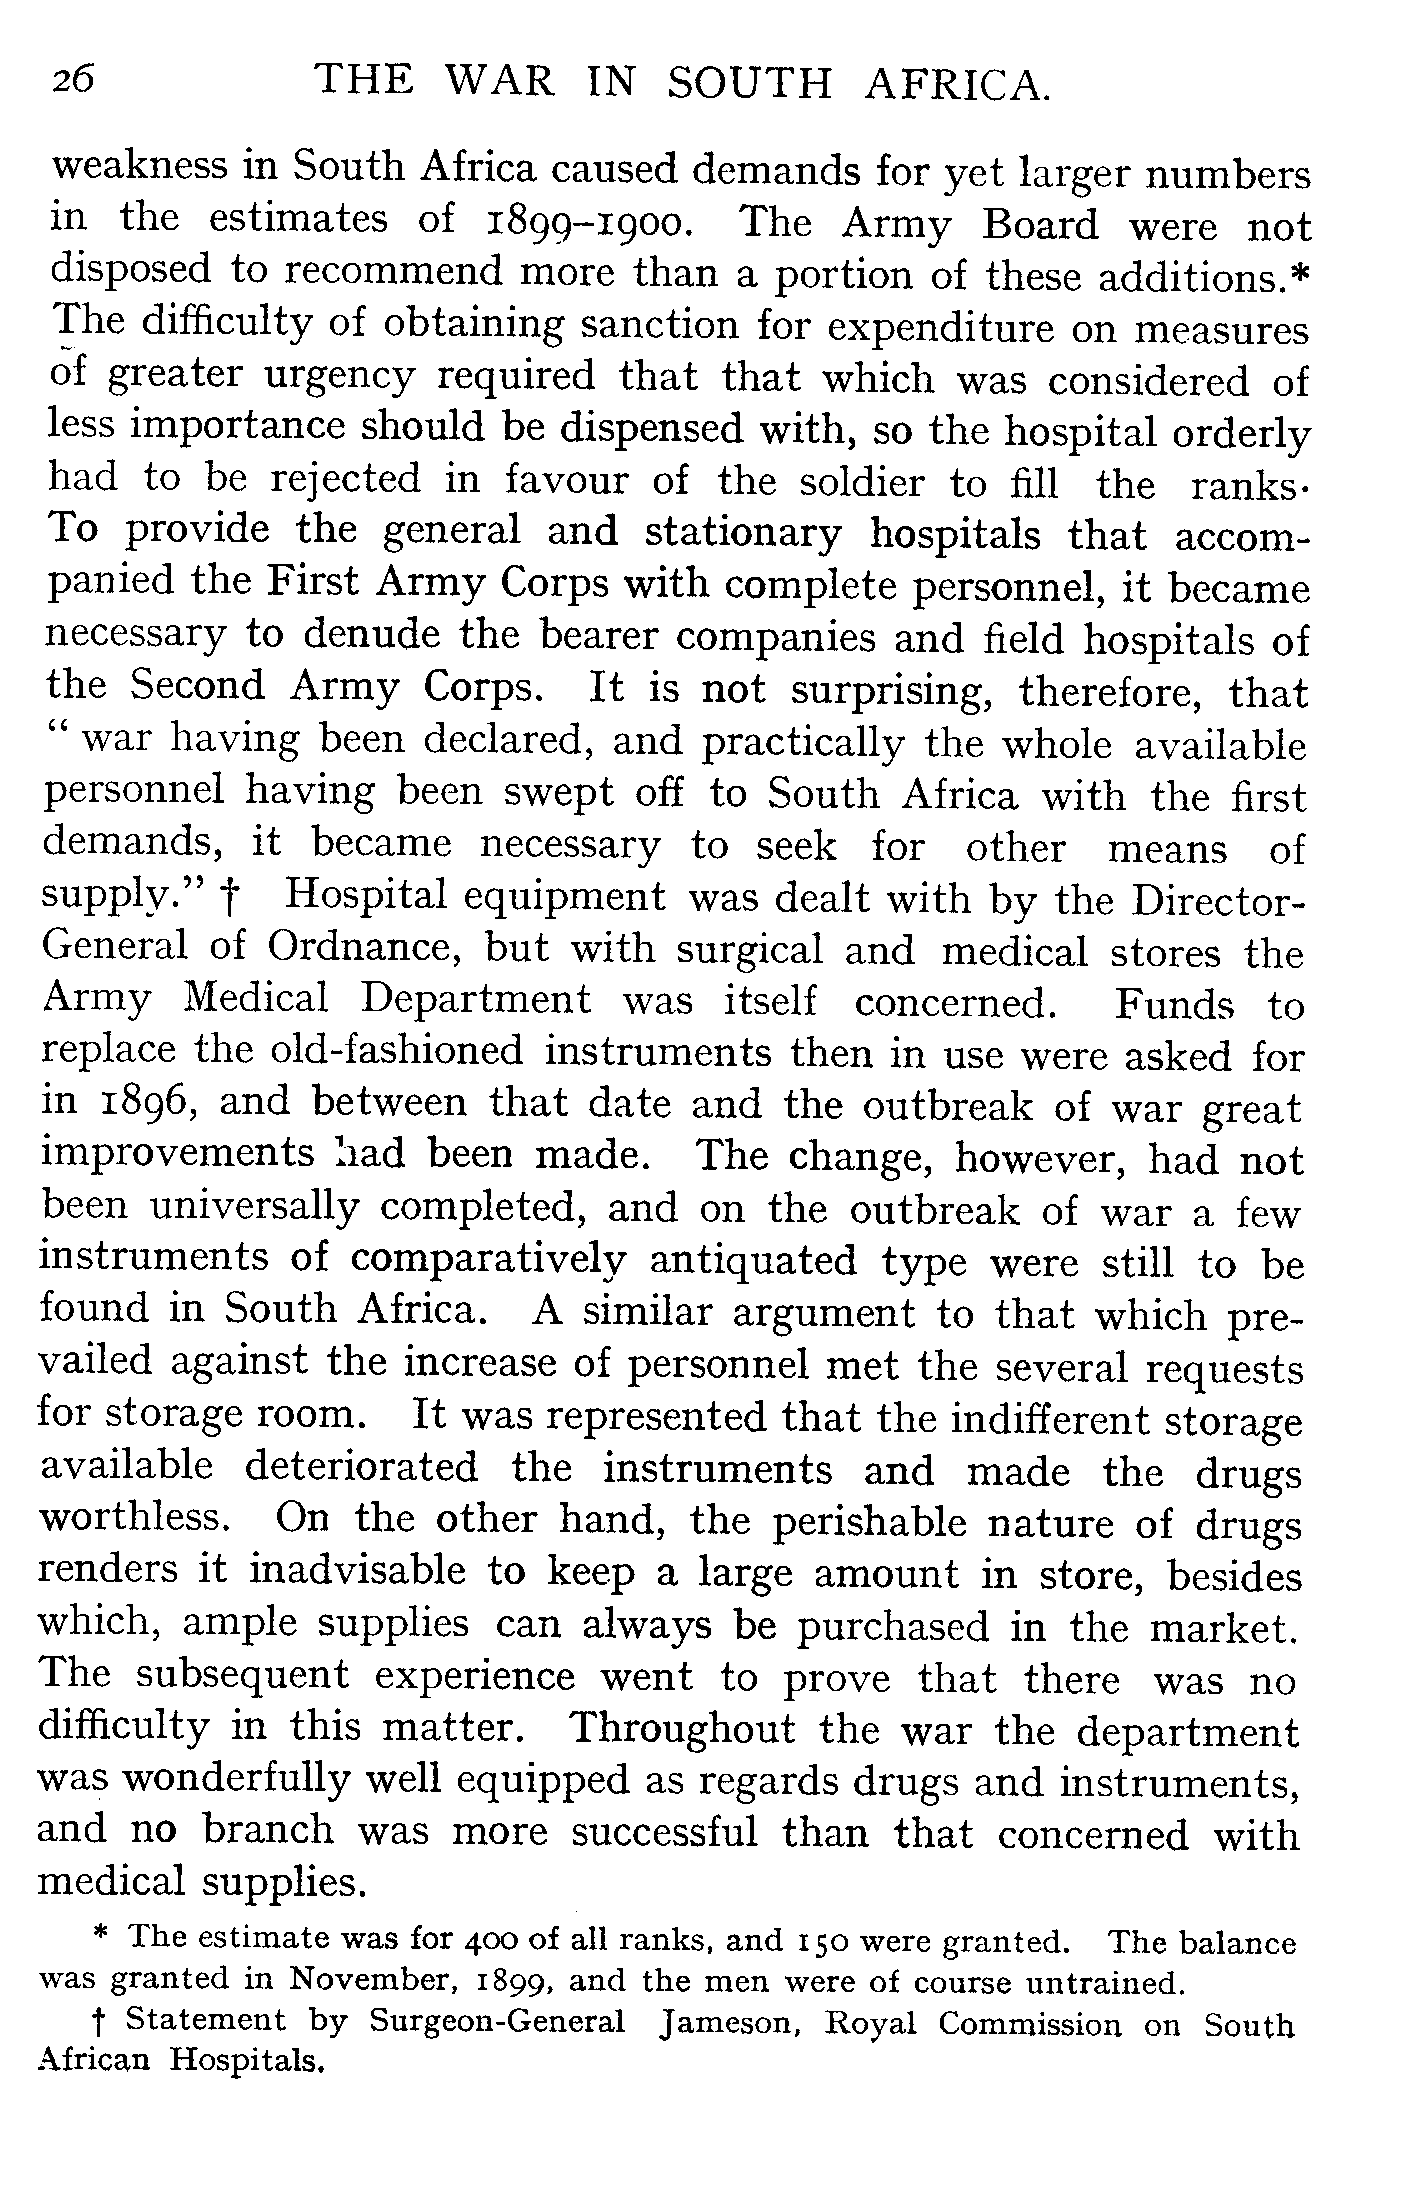 26 THE WAR IN SOUTH AFRICA.
weakness in South Africa caused demands for yet larger numbers
in the estimates of 1899–1900. The Army Board were not
disposed to recommend more than a portion of these additions.*
The difficulty of obtaining sanction for expenditure on measures
of greater urgency required that that which was considered of
less importance should be dispensed with, so the hospital orderly
had to be rejected in favour of the soldier to fill the ranks.
To provide the general and stationary hospitals that accom-
panied the First Army Corps with complete personnel, it became
necessary to denude the bearer companies and field hospitals of
the Second Army Corps. It is not surprising, therefore, that
“ war having been declared, and practically the whole available
personnel having been swept off to South Africa with the first
demands, it became necessary to seek for other means of
supply.” † Hospital equipment was dealt with by the Director-
General of Ordnance, but with surgical and medical stores the
Army Medical Department was itself concerned. Funds to
replace the old-fashioned instruments then in use were asked for
in 1896, and between that date and the outbreak of war great
improvements had been made. The change, however, had not
been universally completed, and on the outbreak of war a few
instruments of comparatively antiquated type were still to be
found in South Africa. A similar argument to that which pre-
vailed against the increase of personnel met the several requests
for storage room. It was represented that the indifferent storage
available deteriorated the instruments and made the drugs
worthless. On the other hand, the perishable nature of drugs
renders it inadvisable to keep a large amount in store, besides
which, ample supplies can always be purchased in the market.
The subsequent experience went to prove that there was no
difficulty in this matter. Throughout the war the department
was wonderfully well equipped as regards drugs and instruments,
and no branch was more successful than that concerned with
medical supplies.
* The estimate was for 400 of all ranks, and 150 were granted. The balance
was granted in November, 1899, and the men were of course untrained.
† Statement by Surgeon-General Jameson, Royal Commission on South
African Hospitals.